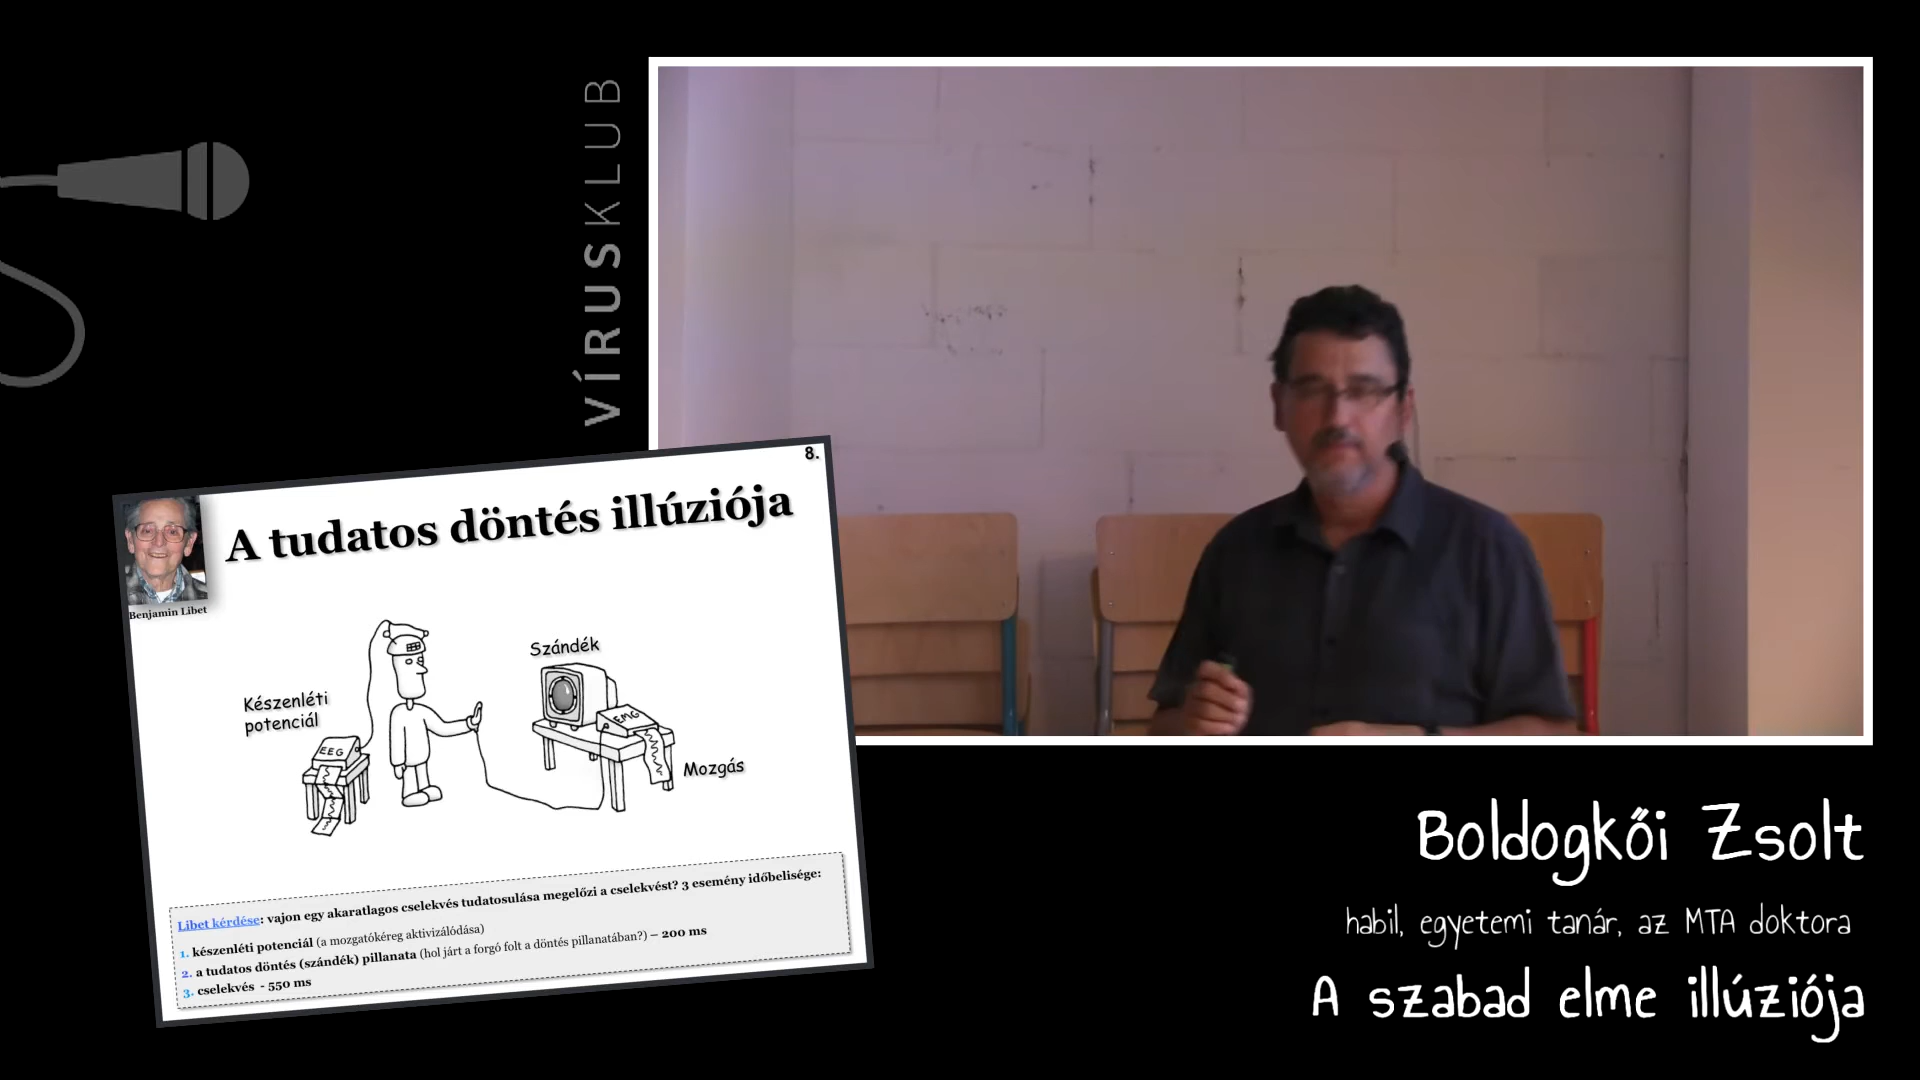 VÍRUSKLUB
8.
A tudatos döntés illúziója
Benjamin Libet
Szándék
Készenléti
potenciál
EEG
EMG
Mozgás
Libet kérdése: vajon egy akaratlagos cselekvés tudatosulása megelőzi a cselekvést? 3 esemény időbelisége:
1. készenléti potenciál (a mozgatókéreg aktivizálódása)
2. a tudatos döntés (szándék) pillanata (hol járt a forgó folt a döntés pillanatában?) – 200 ms
3. cselekvés - 550 ms
Boldogkői Zsolt
habil, egyetemi tanár, az MTA doktora
A szabad elme illúziója